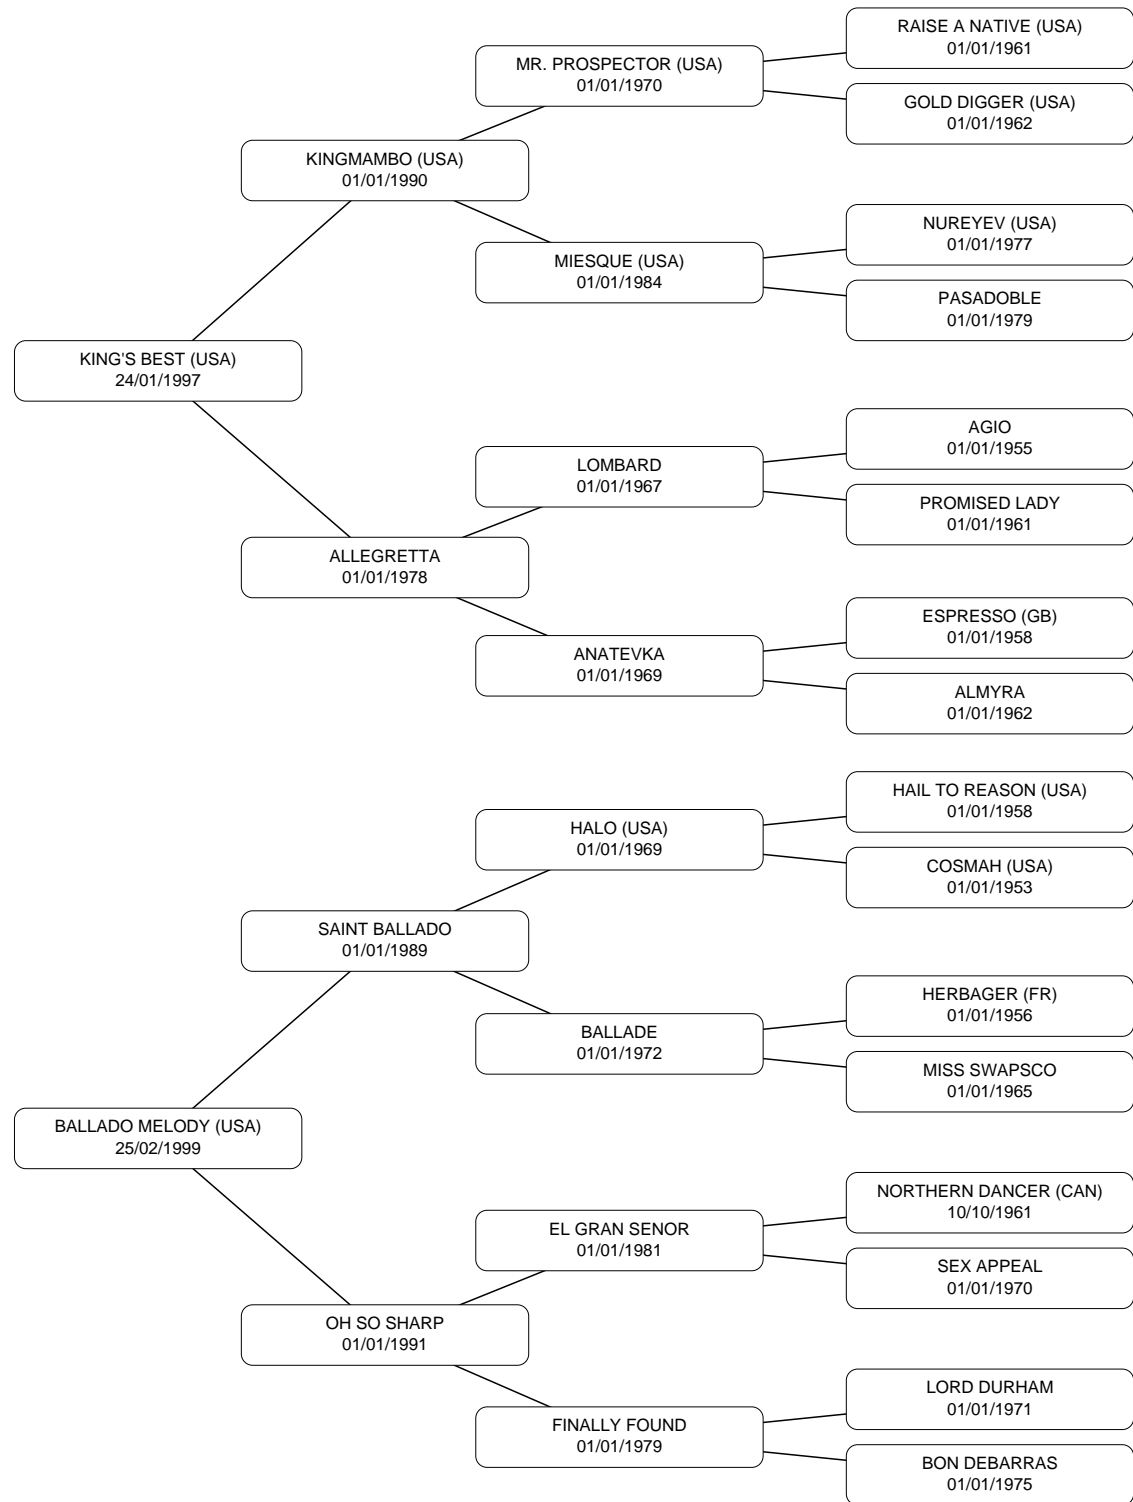 RAISE A NATIVE (USA)
01/01/1961
MR. PROSPECTOR (USA)
01/01/1970
GOLD DIGGER (USA)
01/01/1962
KINGMAMBO (USA)
01/01/1990
NUREYEV (USA)
01/01/1977
MIESQUE (USA)
01/01/1984
PASADOBLE
01/01/1979
KING'S BEST (USA)
24/01/1997
AGIO
01/01/1955
LOMBARD
01/01/1967
PROMISED LADY
01/01/1961
ALLEGRETTA
01/01/1978
ESPRESSO (GB)
01/01/1958
ANATEVKA
01/01/1969
ALMYRA
01/01/1962
HAIL TO REASON (USA)
01/01/1958
HALO (USA)
01/01/1969
COSMAH (USA)
01/01/1953
SAINT BALLADO
01/01/1989
HERBAGER (FR)
01/01/1956
BALLADE
01/01/1972
MISS SWAPSCO
01/01/1965
BALLADO MELODY (USA)
25/02/1999
NORTHERN DANCER (CAN)
10/10/1961
EL GRAN SENOR
01/01/1981
SEX APPEAL
01/01/1970
OH SO SHARP
01/01/1991
LORD DURHAM
01/01/1971
FINALLY FOUND
01/01/1979
BON DEBARRAS
01/01/1975